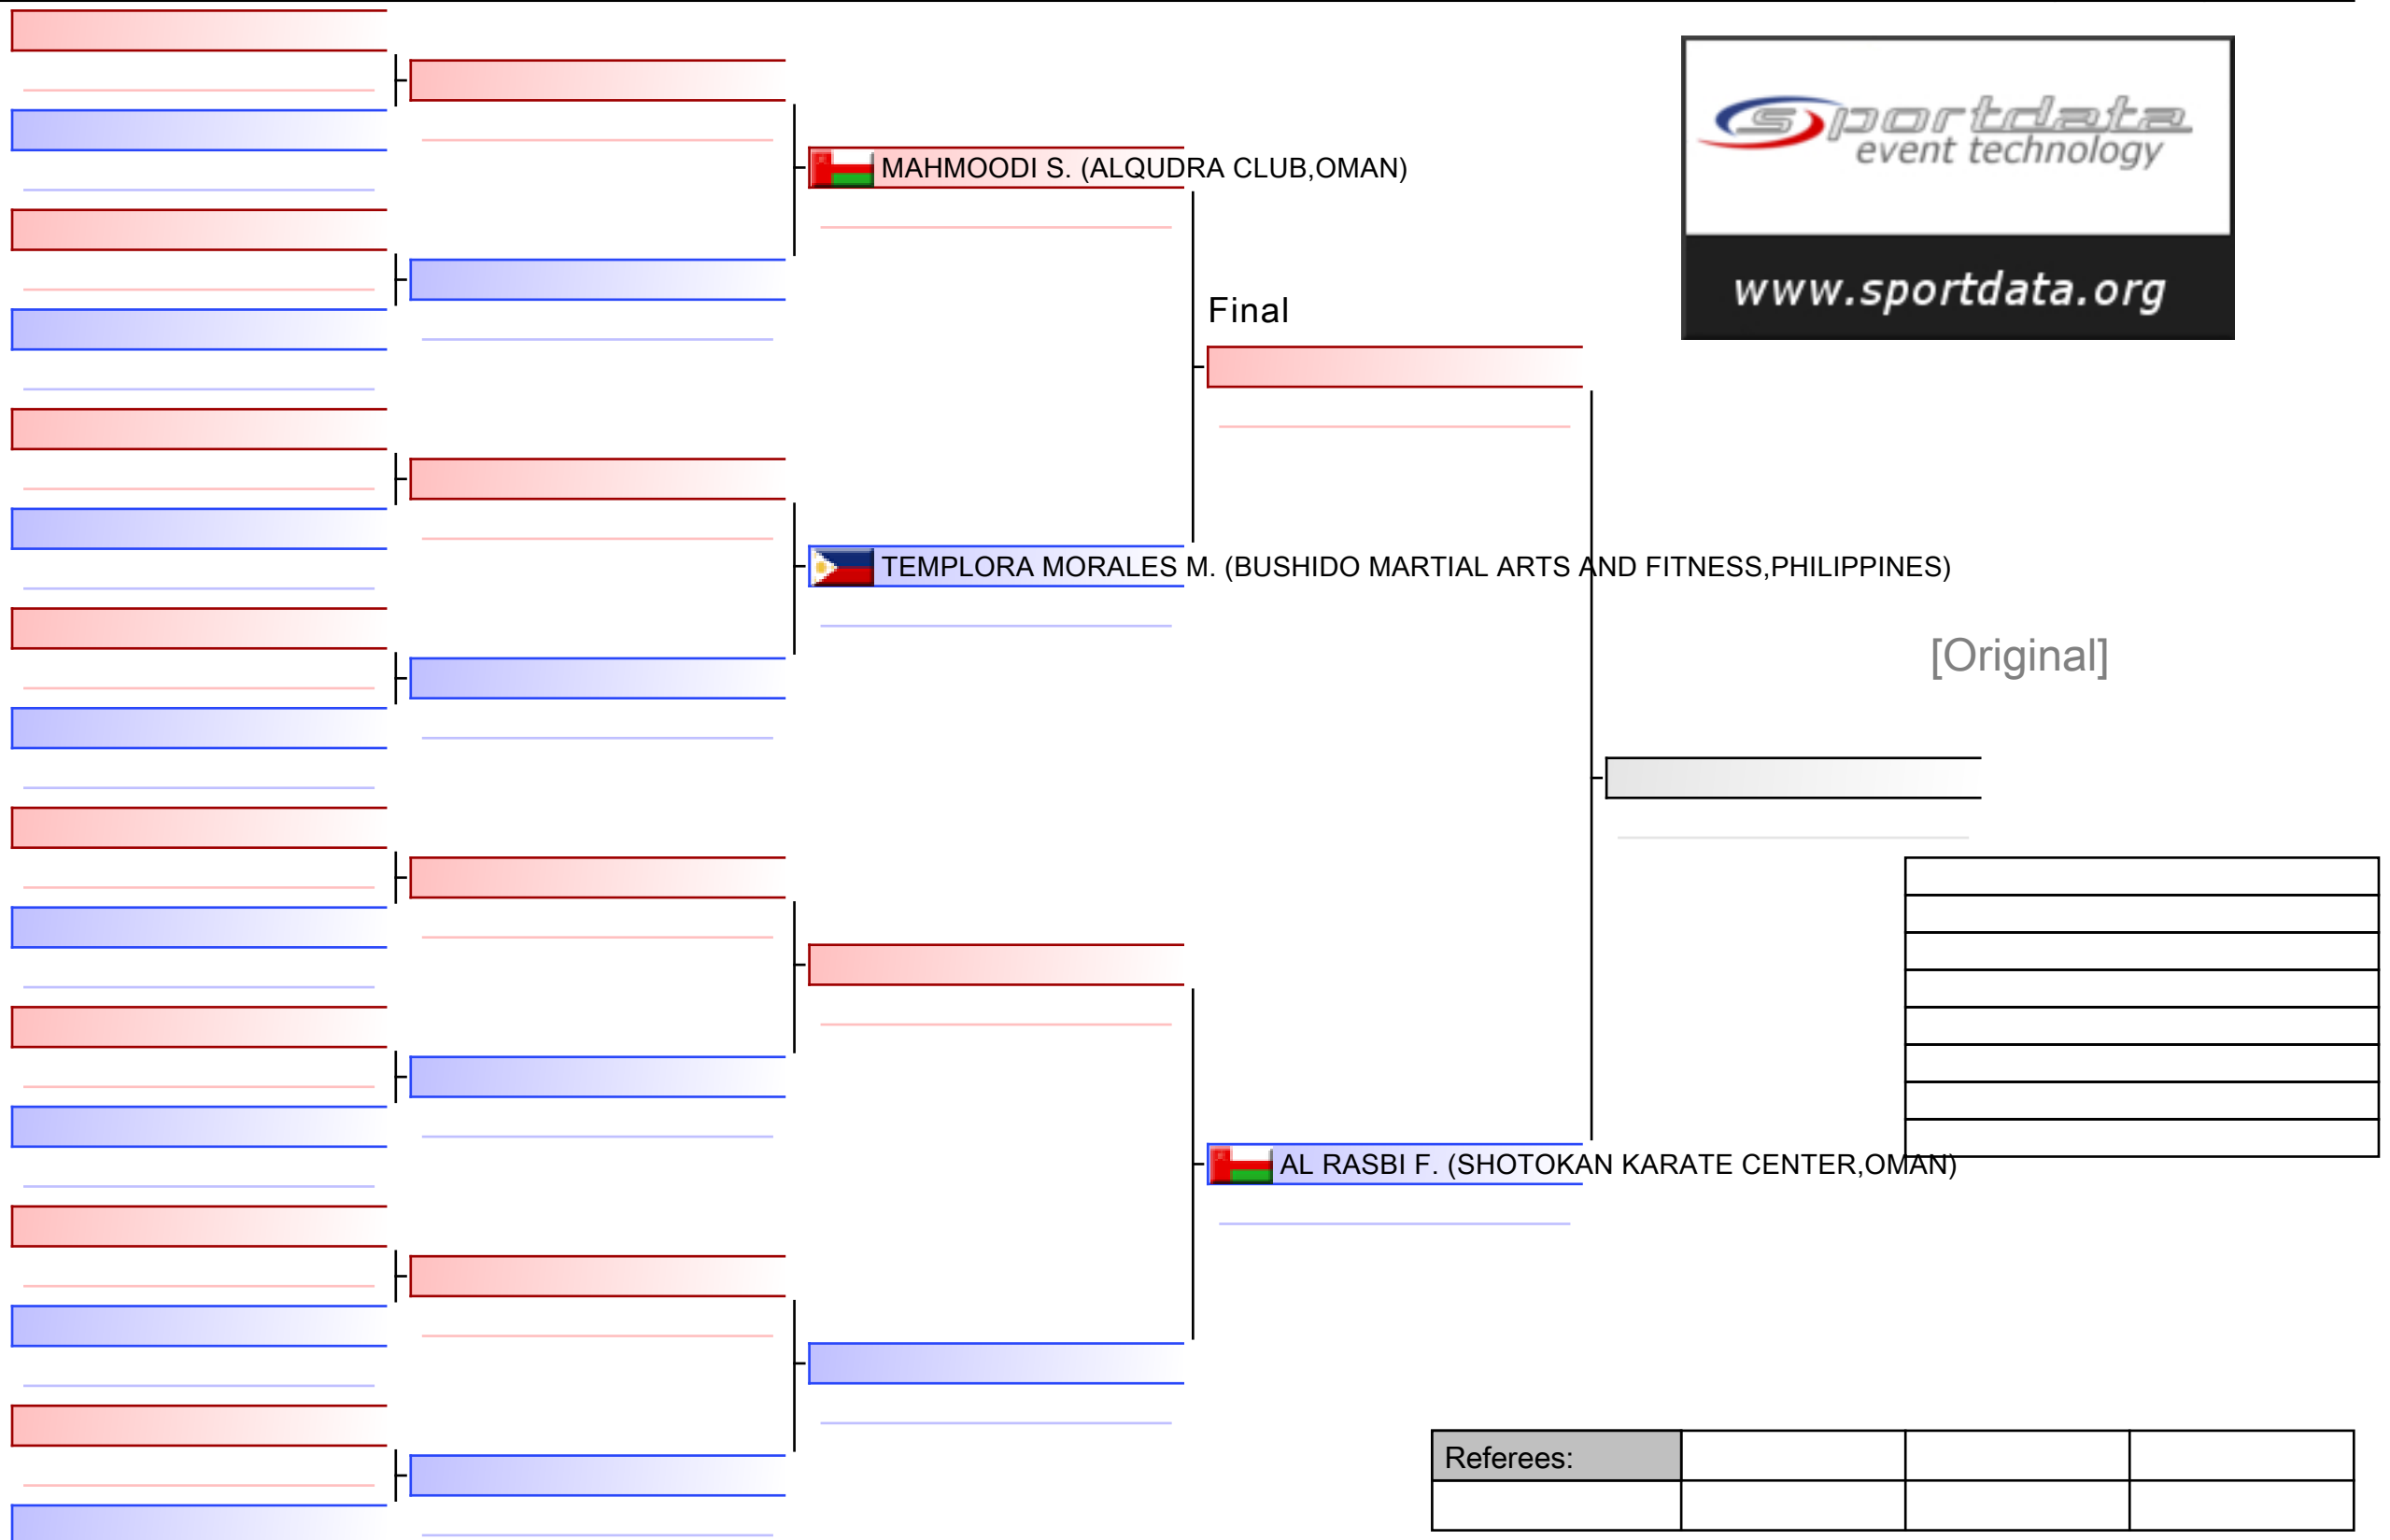 sportdata
event technology
www.sportdata.org
MAHMOODI S. (ALQUDRA CLUB,OMAN)
Final
TEMPLORA MORALES M. (BUSHIDO MARTIAL ARTS AND FITNESS,PHILIPPINES)
[Original]
AL RASBI F. (SHOTOKAN KARATE CENTER,OMAN)
Referees: